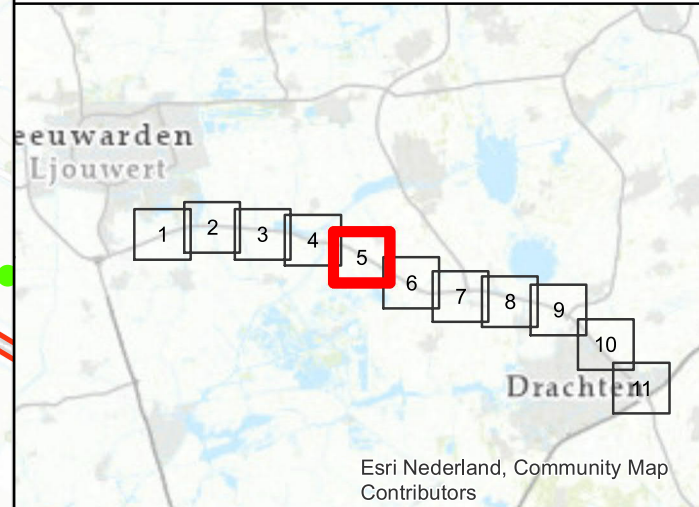 eeuwarden
Ljouwert
1
2
3
4
5
6
7
8
9
10
Drachten
11
Esri Nederland, Community Map
Contributors